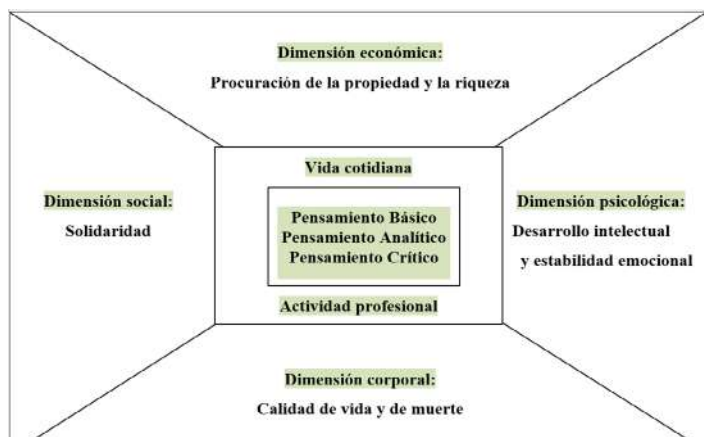 Dimensión económica:
Procuración de la propiedad y la riqueza
Vida cotidiana
Dimensión social:
Solidaridad
Pensamiento Básico
Pensamiento Analítico
Pensamiento Crítico
Dimensión psicológica:
Desarrollo intelectual
y estabilidad emocional
Actividad profesional
Dimensión corporal:
Calidad de vida y de muerte